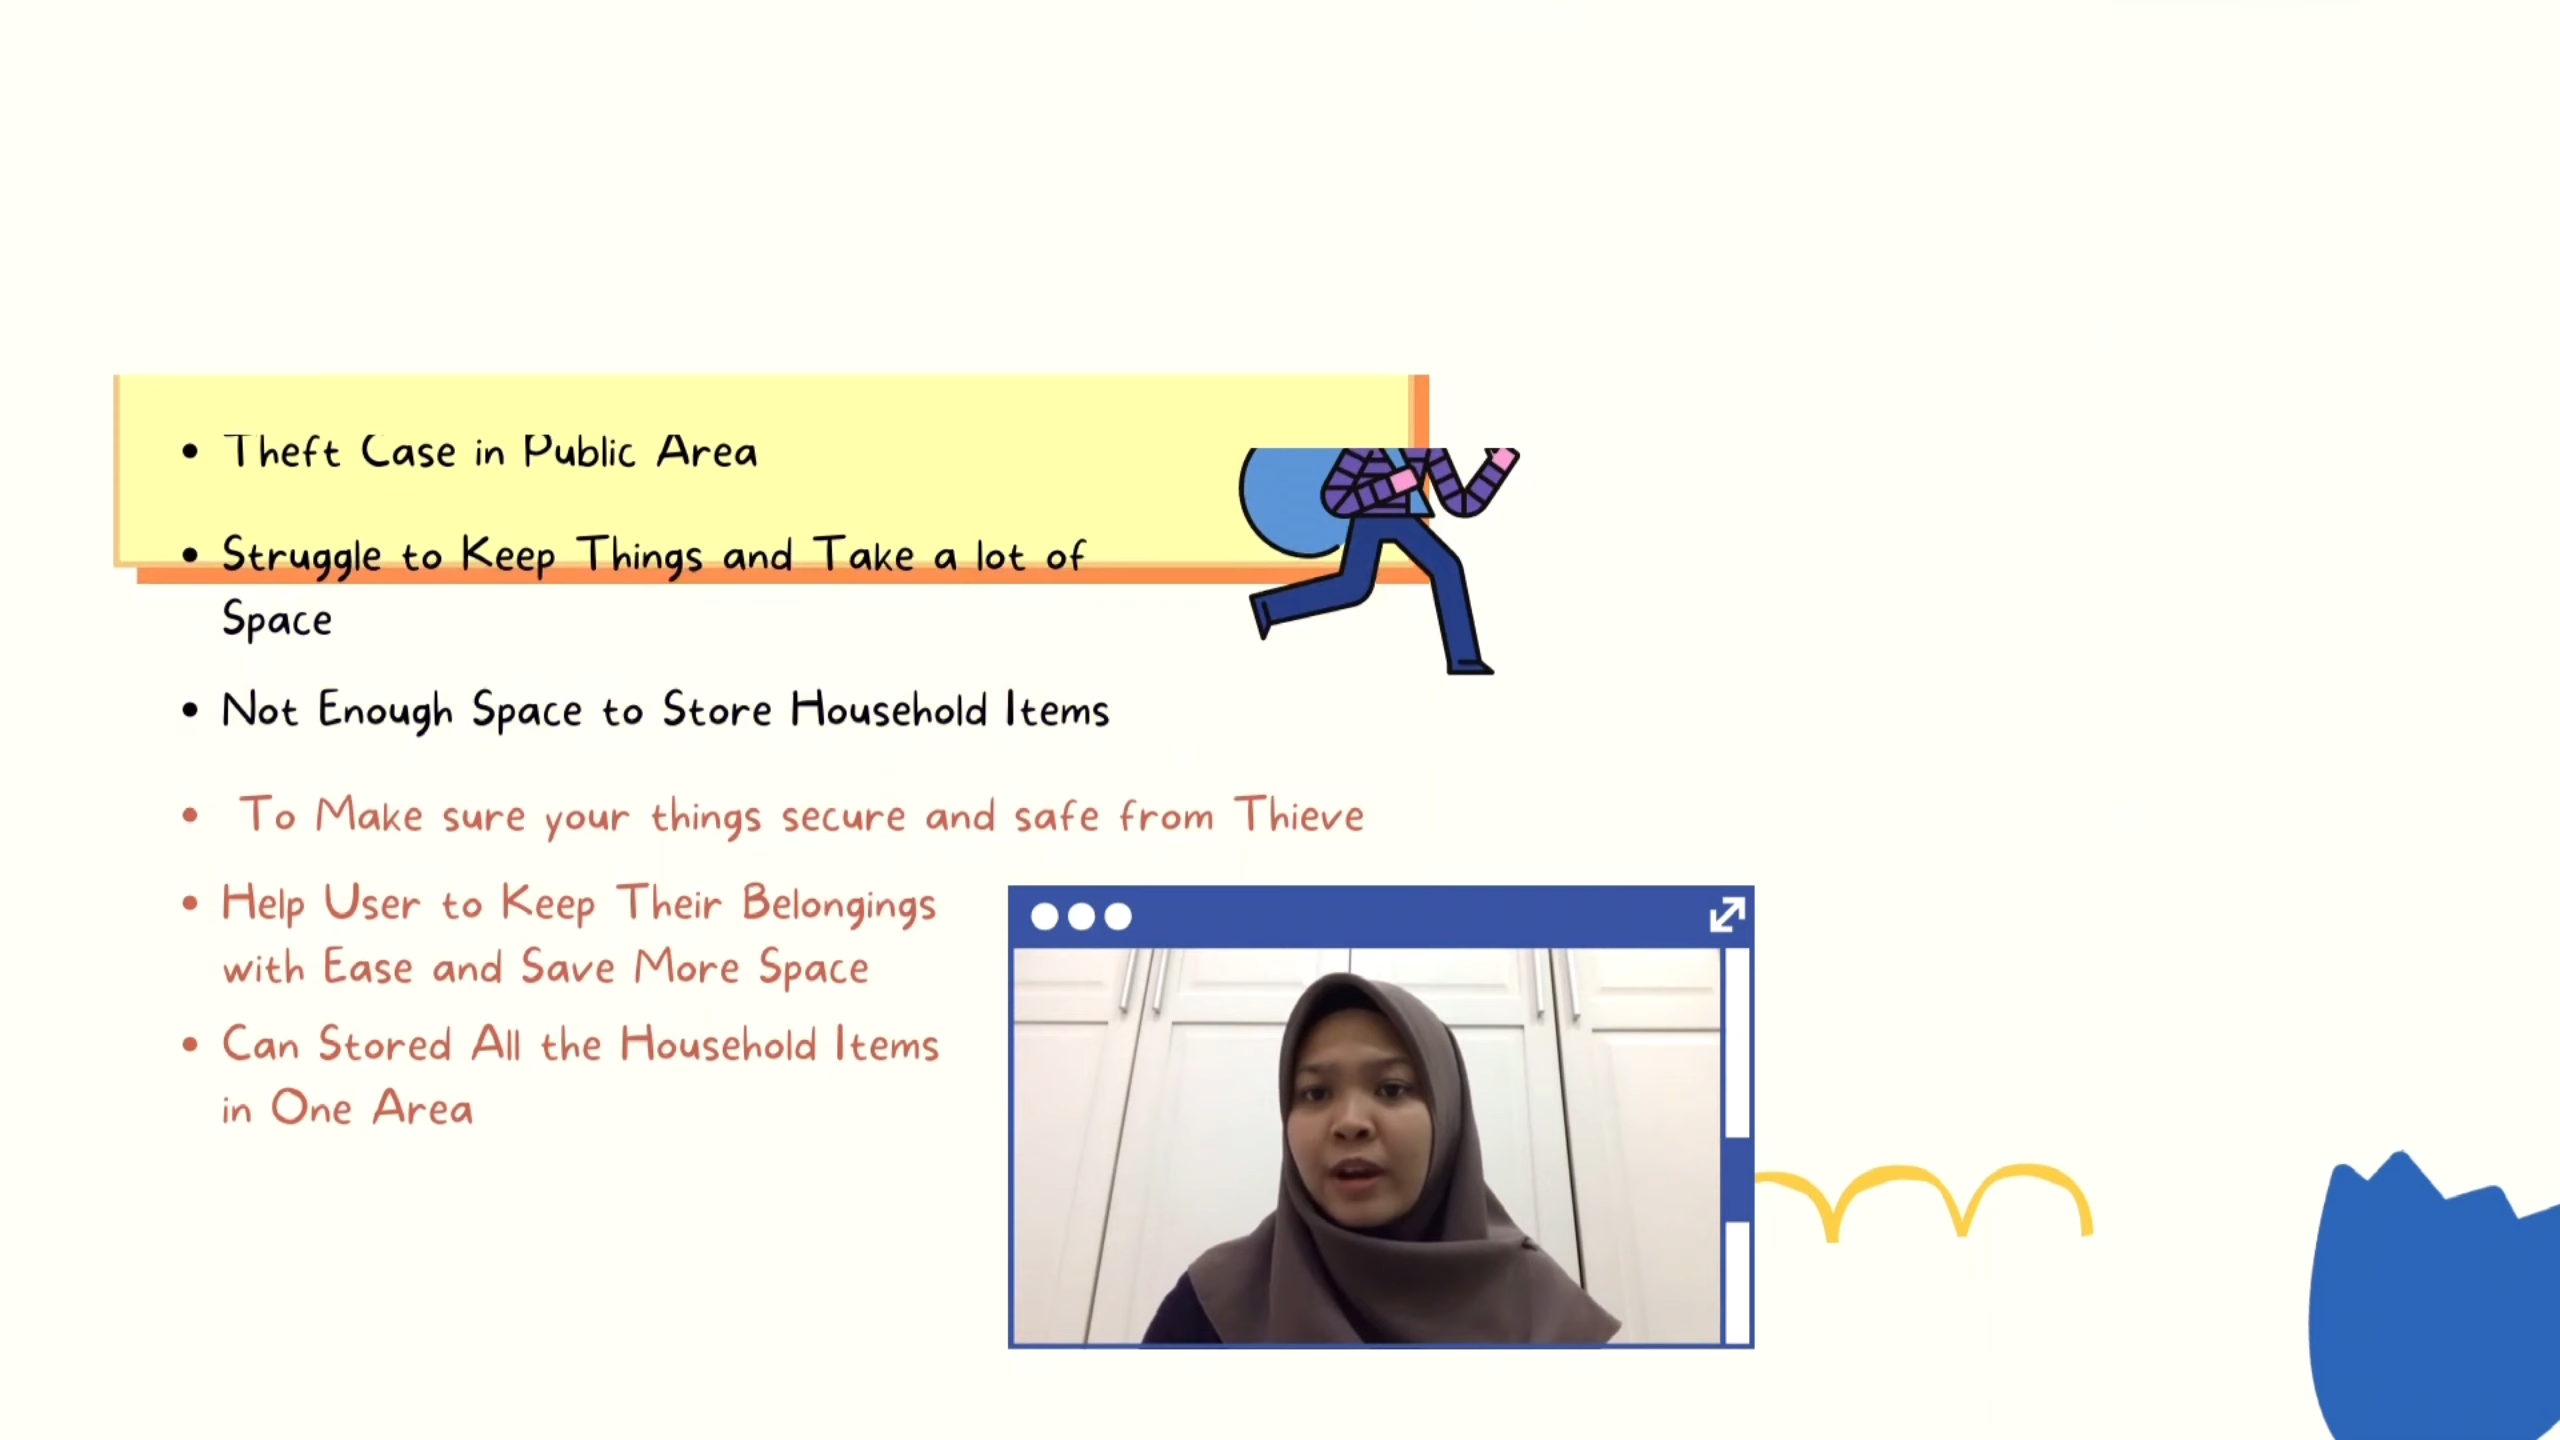 Theft Case in Public Area
Struggle to Keep Things and Take a lot of
Space
Not Enough Space to Store Household Items
To Make sure your things secure and safe from Thieve
Help User to Keep Their Belongings
with Ease and Save More Space
Can Stored All the Household Items
in One Area